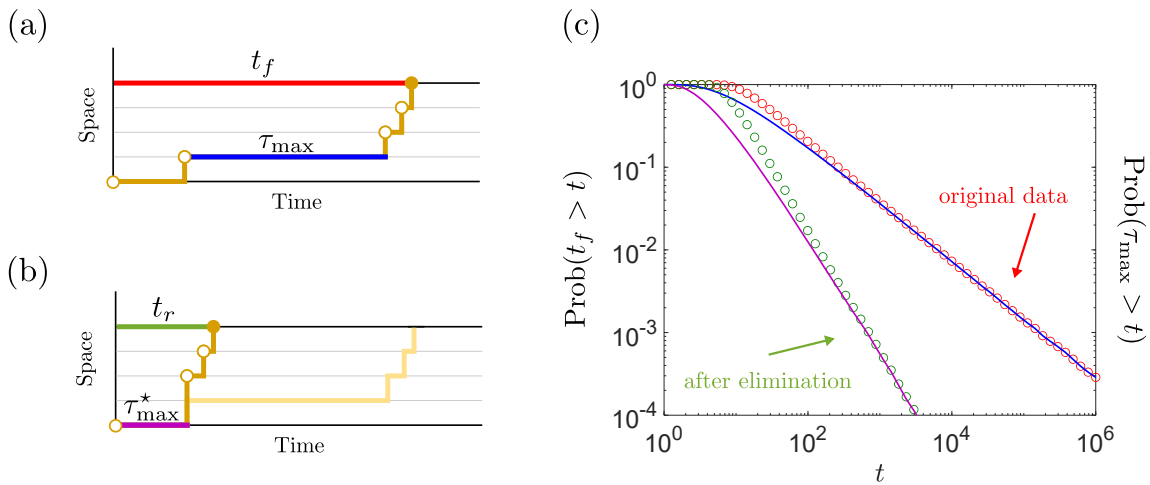 (a)
t_f
Space
τ_max
Time
(b)
t_r
Space
τ*_max
Time
(c)
10^0
10^-1
10^-2
10^-3
10^-4
Prob(t_f > t)
original data
after elimination
Prob(τ_max > t)
10^0
10^2
10^4
10^6
t